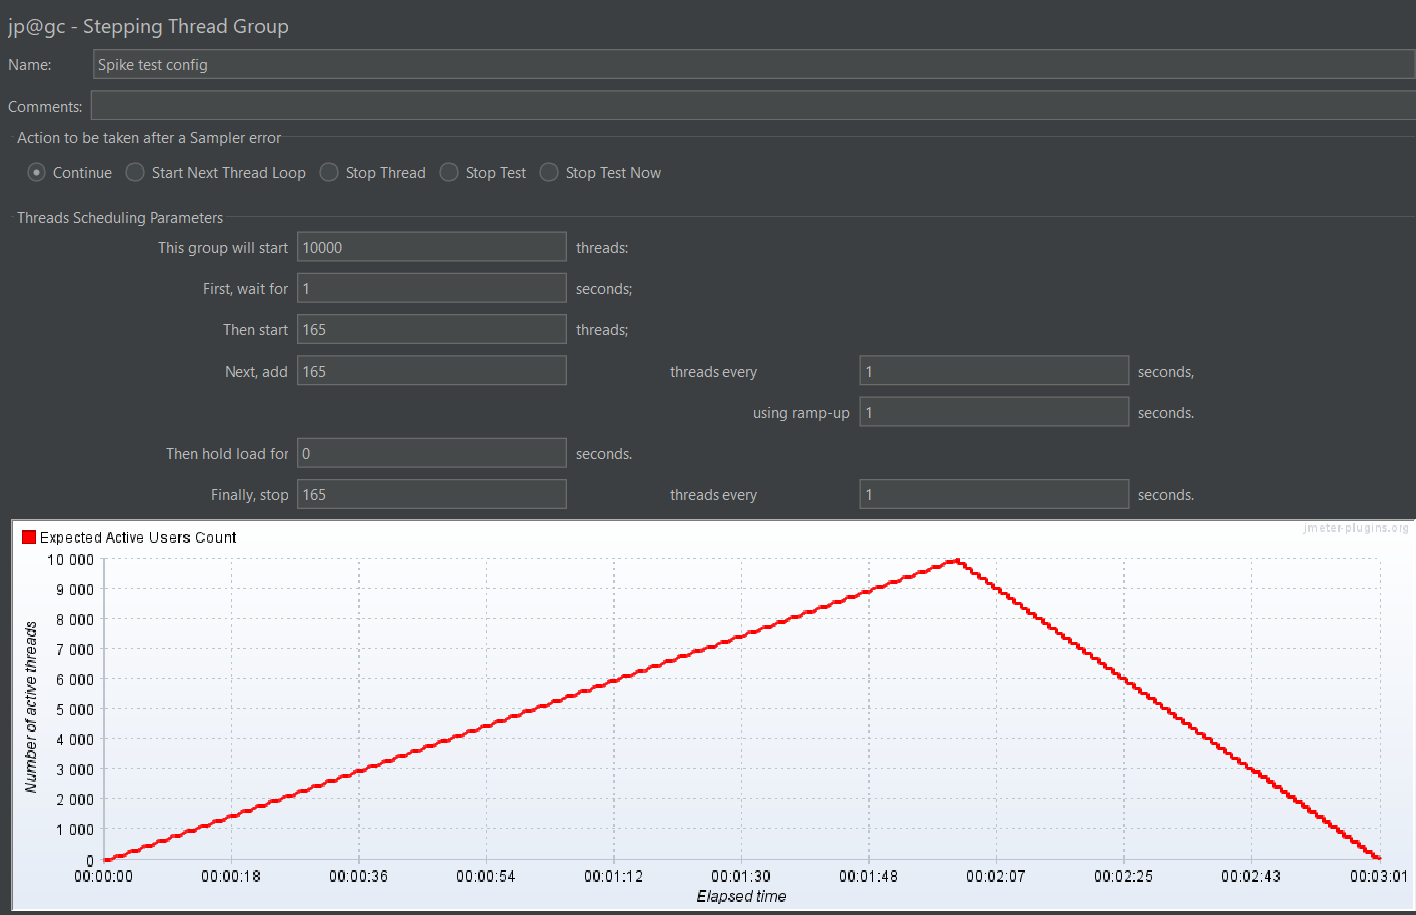 jp@gc - Stepping Thread Group
Name: Spike test config
Comments:
Action to be taken after a Sampler error
Continue Start Next Thread Loop Stop Thread Stop Test Stop Test Now
Threads Scheduling Parameters
This group will start 10000 threads:
First, wait for 1 seconds;
Then start 165 threads;
Next, add 165 threads every 1 seconds,
using ramp-up 1 seconds.
Then hold load for 0 seconds.
Finally, stop 165 threads every 1 seconds.
jmeter-plugins.org
Expected Active Users Count
10 000
9 000
8 000
7 000
6 000
5 000
4 000
3 000
2 000
1 000
0
Number of active threads
00:00:00 00:00:18 00:00:36 00:00:54 00:01:12 00:01:30 00:01:48 00:02:07 00:02:25 00:02:43 00:03:01
Elapsed time